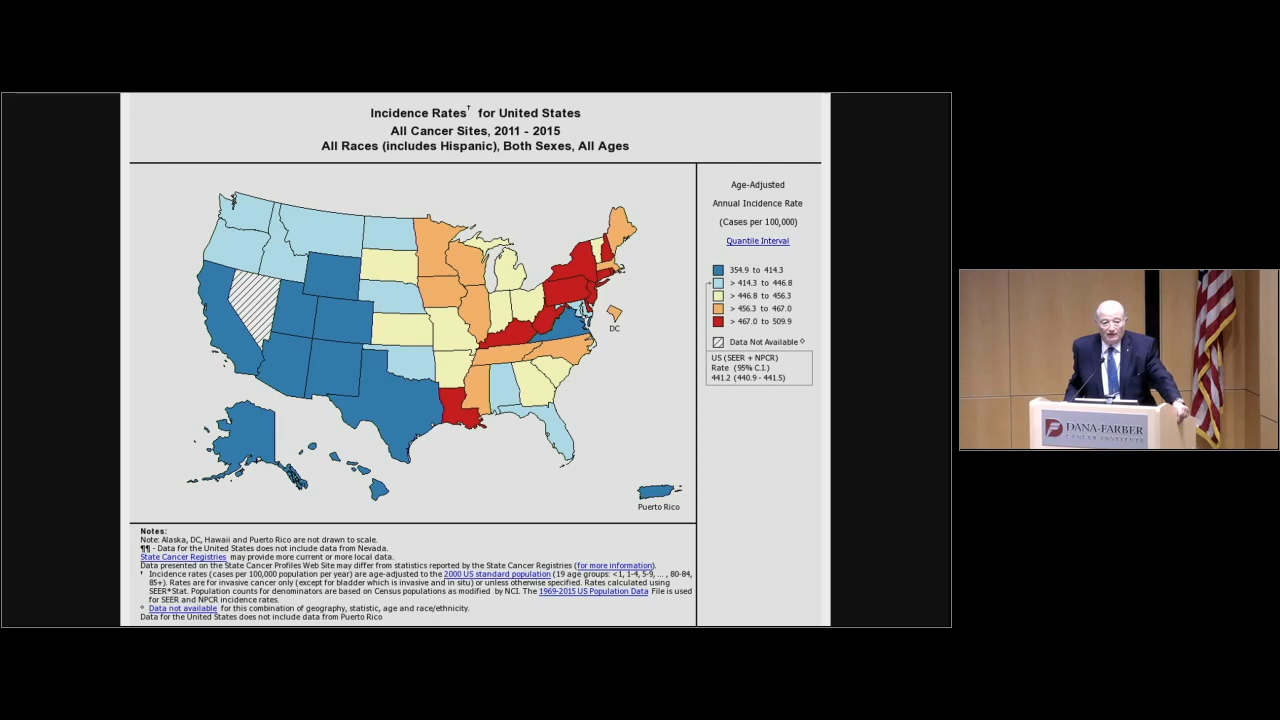 Incidence Rates† for United States
All Cancer Sites, 2011 - 2015
All Races (includes Hispanic), Both Sexes, All Ages
Age-Adjusted
Annual Incidence Rate
(Cases per 100,000)
Quantile Interval
354.9 to 414.3
> 414.3 to 446.8
> 446.8 to 456.3
> 456.3 to 467.0
> 467.0 to 509.9
Data Not Available ◊
US (SEER + NPCR)
Rate (95% C.I.)
441.2 (440.9 - 441.5)
DC
Puerto Rico
Notes:
Note: Alaska, DC, Hawaii and Puerto Rico are not drawn to scale.
¶¶ - Data for the United States does not include data from Nevada.
State Cancer Registries may provide more current or more local data.
Data presented on the State Cancer Profiles Web Site may differ from statistics reported by the State Cancer Registries (for more information).
† Incidence rates (cases per 100,000 population per year) are age-adjusted to the 2000 US standard population (19 age groups: <1, 1-4, 5-9, ... , 80-84,
85+). Rates are for invasive cancer only (except for bladder which is invasive and in situ) or unless otherwise specified. Rates calculated using
SEER*Stat. Population counts for denominators are based on Census populations as modified by NCI. The 1969-2015 US Population Data File is used
for SEER and NPCR incidence rates.
◊ Data not available for this combination of geography, statistic, age and race/ethnicity.
Data for the United States does not include data from Puerto Rico
DANA-FARBER
CANCER INSTITUTE